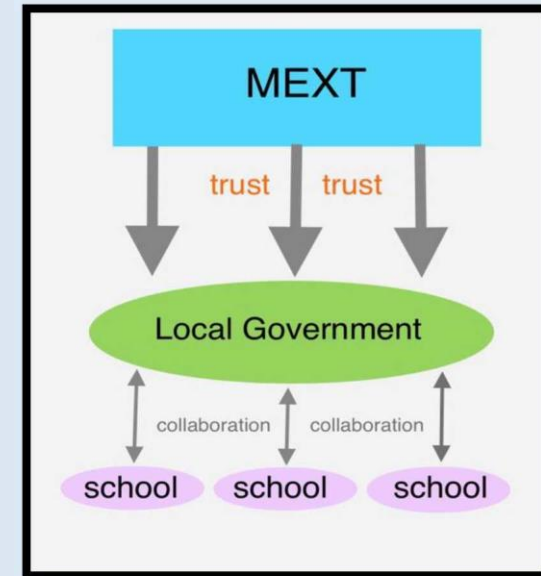 MEXT
trust trust
Local Government
collaboration collaboration
school school school